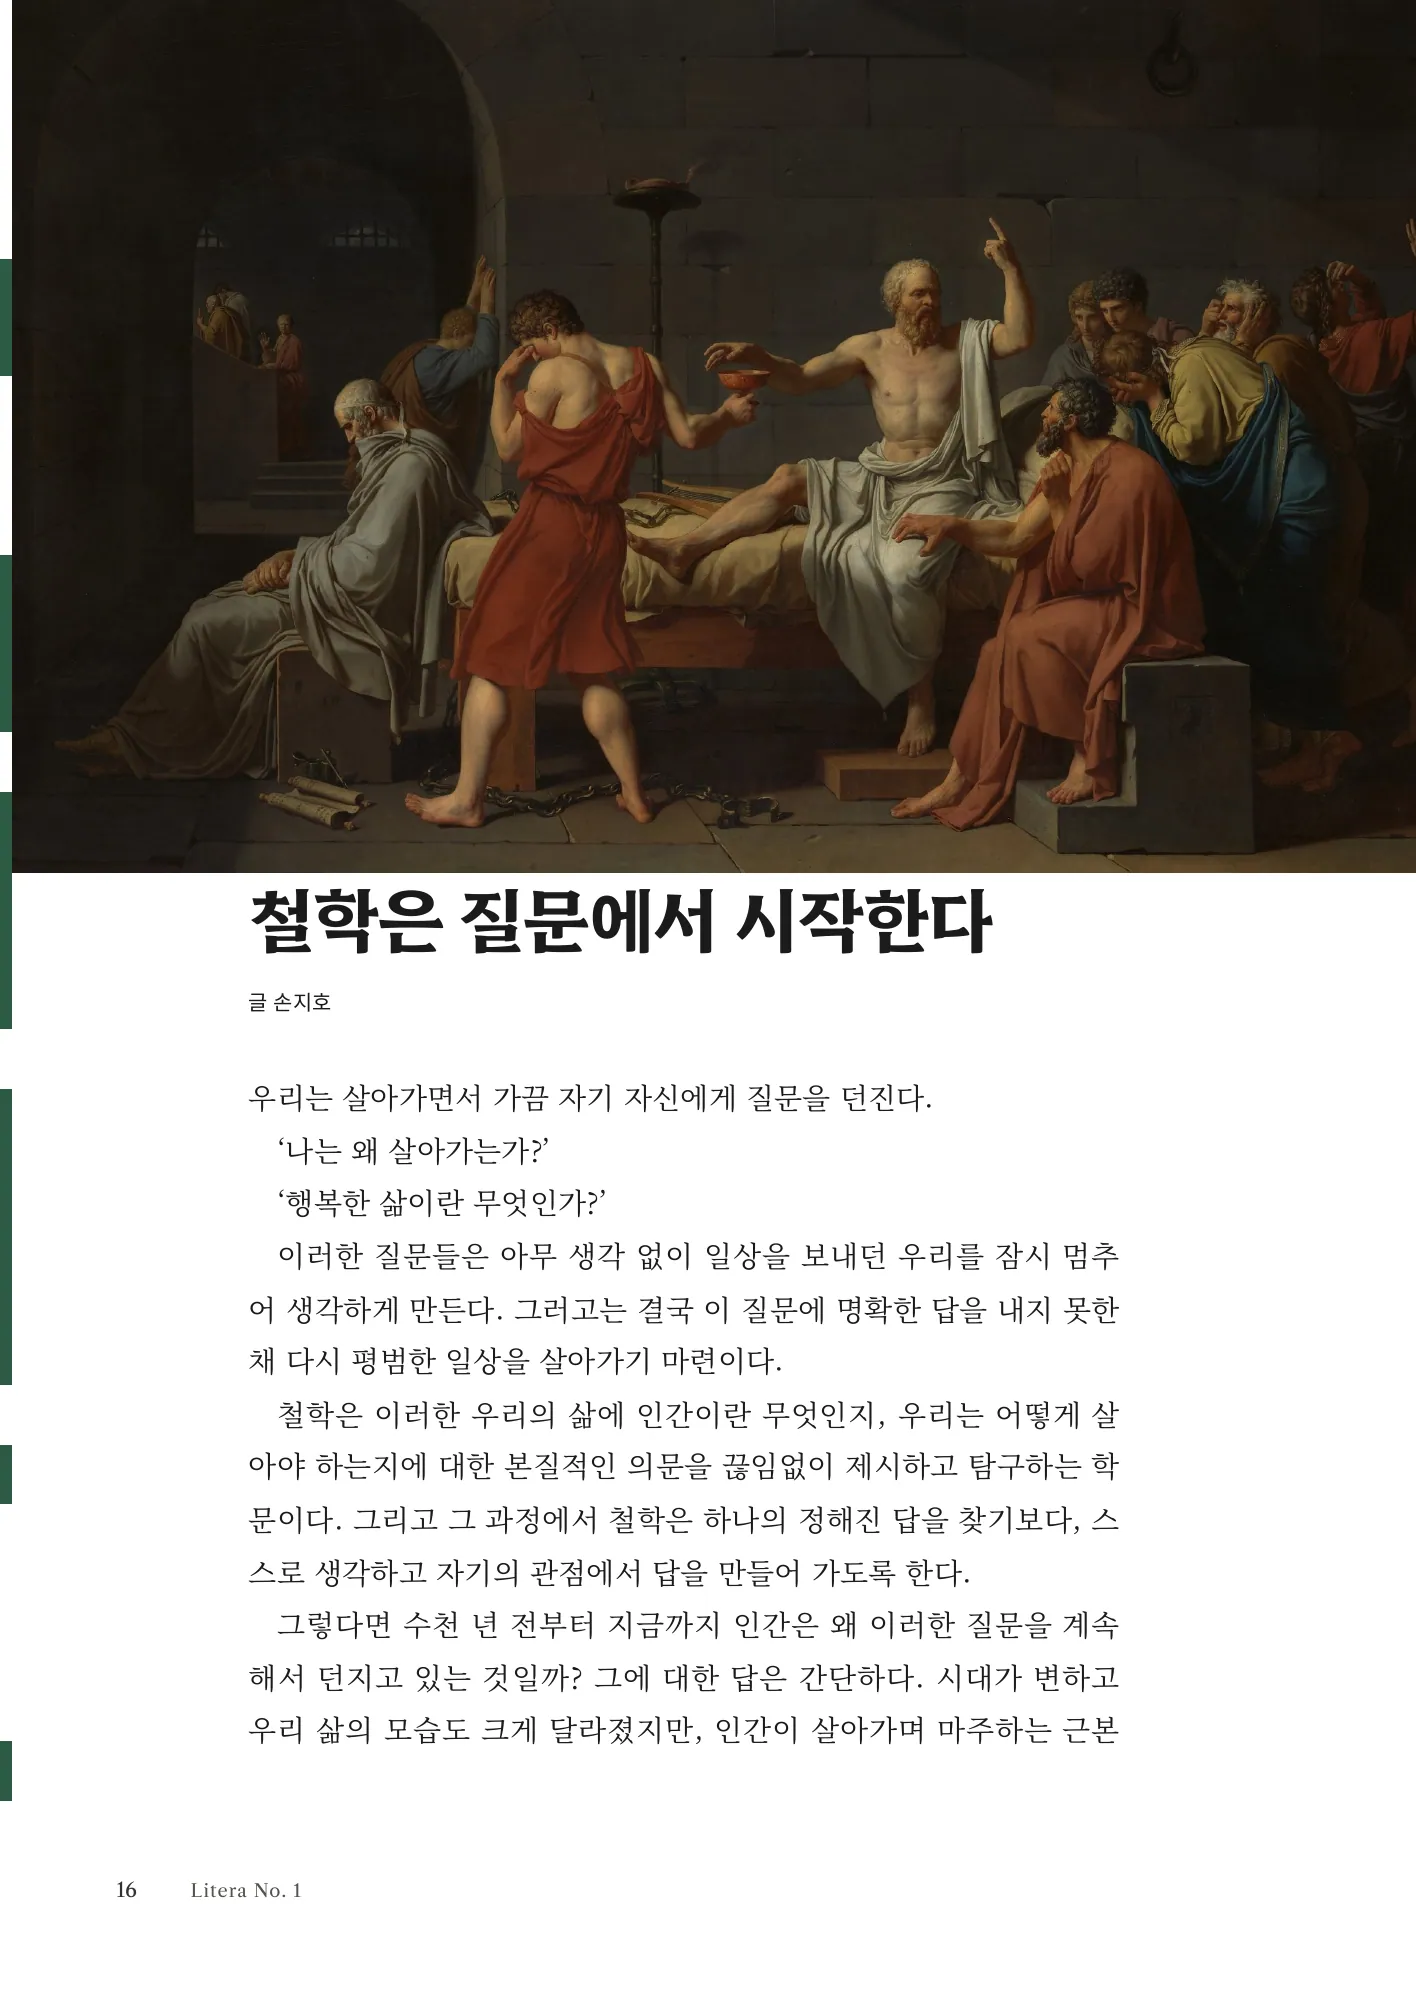 철학은 질문에서 시작한다
글 손지호
우리는 살아가면서 가끔 자기 자신에게 질문을 던진다.
‘나는 왜 살아가는가?’
‘행복한 삶이란 무엇인가?’
이러한 질문들은 아무 생각 없이 일상을 보내던 우리를 잠시 멈추
어 생각하게 만든다. 그러고는 결국 이 질문에 명확한 답을 내지 못한
채 다시 평범한 일상을 살아가기 마련이다.
철학은 이러한 우리의 삶에 인간이란 무엇인지, 우리는 어떻게 살
아야 하는지에 대한 본질적인 의문을 끊임없이 제시하고 탐구하는 학
문이다. 그리고 그 과정에서 철학은 하나의 정해진 답을 찾기보다, 스
스로 생각하고 자기의 관점에서 답을 만들어 가도록 한다.
그렇다면 수천 년 전부터 지금까지 인간은 왜 이러한 질문을 계속
해서 던지고 있는 것일까? 그에 대한 답은 간단하다. 시대가 변하고
우리 삶의 모습도 크게 달라졌지만, 인간이 살아가며 마주하는 근본
16 Litera No. 1